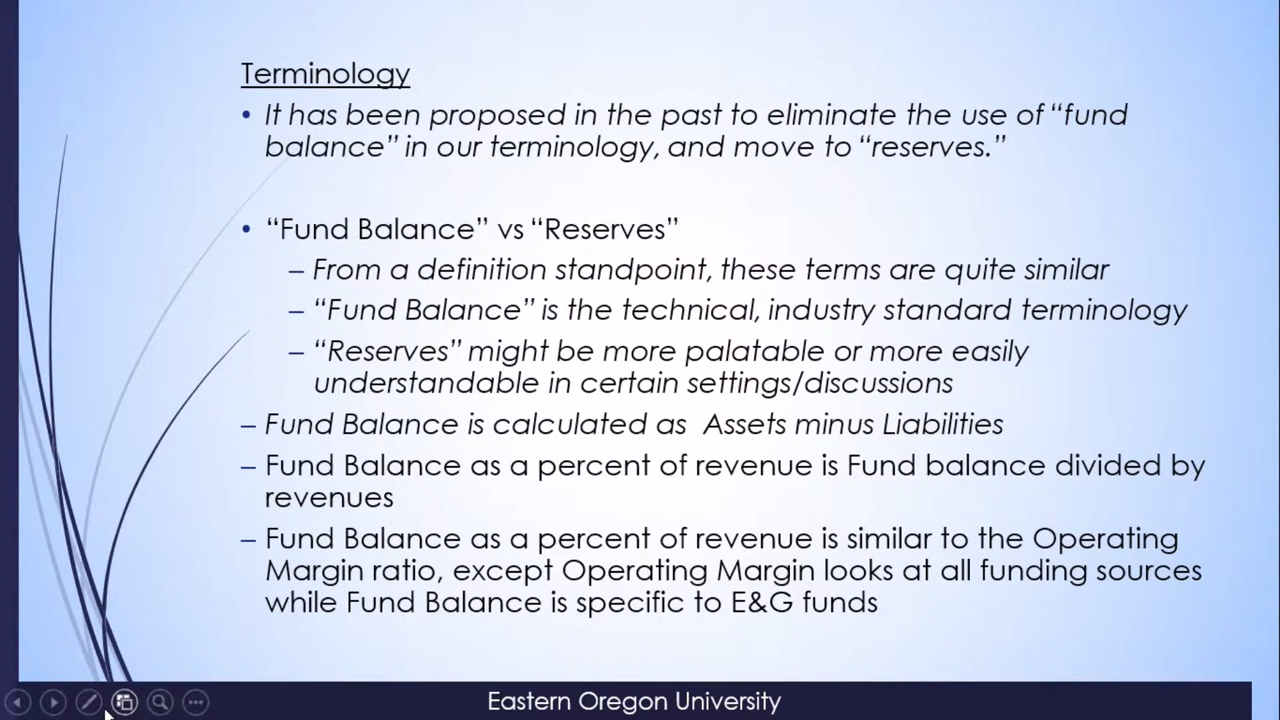 Terminology
• It has been proposed in the past to eliminate the use of “fund
balance” in our terminology, and move to “reserves.”
• “Fund Balance” vs “Reserves”
– From a definition standpoint, these terms are quite similar
– “Fund Balance” is the technical, industry standard terminology
– “Reserves” might be more palatable or more easily
understandable in certain settings/discussions
– Fund Balance is calculated as  Assets minus Liabilities
– Fund Balance as a percent of revenue is Fund balance divided by
revenues
– Fund Balance as a percent of revenue is similar to the Operating
Margin ratio, except Operating Margin looks at all funding sources
while Fund Balance is specific to E&G funds
Eastern Oregon University